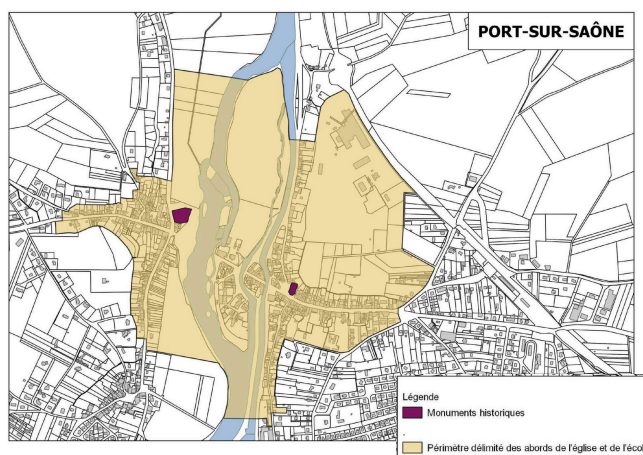 PORT-SUR-SAÔNE
Légende
Monuments historiques
Périmètre délimité des abords de l'église et de l'écol